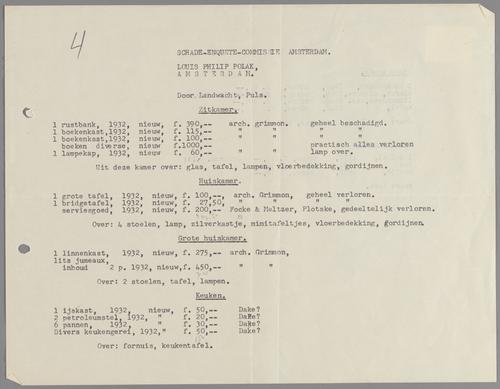 4
SCHADE-ENQUETE-COMMISSIE AMSTERDAM.
LOUIS PHILIP POLAK,
AMSTERDAM.
Door Landwacht, Puls.
Zitkamer.
1 rustbank, 1932, nieuw, f. 390,-- arch. grimmon. geheel beschadigd.
1 boekenkast, 1932, nieuw, f. 115,-- " " " "
1 boekenkast, 1932, nieuw, f. 100,-- " " " "
boeken diverse, nieuw f.1000,-- practisch alles verloren
1 lampekap, 1932, nieuw, f. 60,-- " " lamp over.
Uit deze kamer over: glas, tafel, lampen, vloerbedekking, gordijnen.
Huiskamer.
1 grote tafel, 1932, nieuw, f. 100,-- arch. Grimmon, geheel verloren.
1 bridgetafel, 1932, nieuw, f. 27,50, " " " "
serviesgoed, 1932, nieuw, f. 200,-- Focke & Meltzer, Plotske, gedeeltelijk verloren.
Over: 4 stoelen, lamp, zilverkastje, mimitafeltjes, vloerbedekking, gordijnen.
Grote huiskamer.
1 linnenkast, 1932, nieuw, f. 275,-- arch. Grimmon,
lits jumeaux,
inhoud 2 p. 1932, nieuw, f. 450,-- " "
Over: 2 stoelen, tafel, lampen.
Keuken.
1 ijskast, 1932, nieuw, f. 50,-- Dake?
2 petroleumstel, 1932, " f. 20,-- Dake?
6 pannen, 1932, " f. 30,-- Dake?
Divers keukengerei, 1932," f. 50,-- Dake?
Over: fornuis, keukentafel.